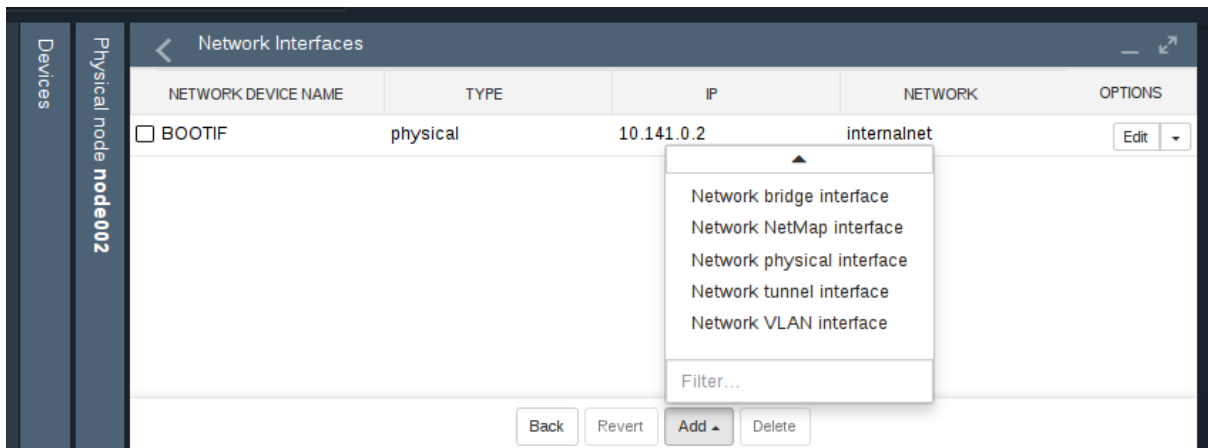 Devices
Physical node node002
Network Interfaces
NETWORK DEVICE NAME TYPE IP NETWORK OPTIONS
BOOTIF physical 10.141.0.2 internalnet Edit
Network bridge interface
Network NetMap interface
Network physical interface
Network tunnel interface
Network VLAN interface
Filter...
Back Revert Add Delete